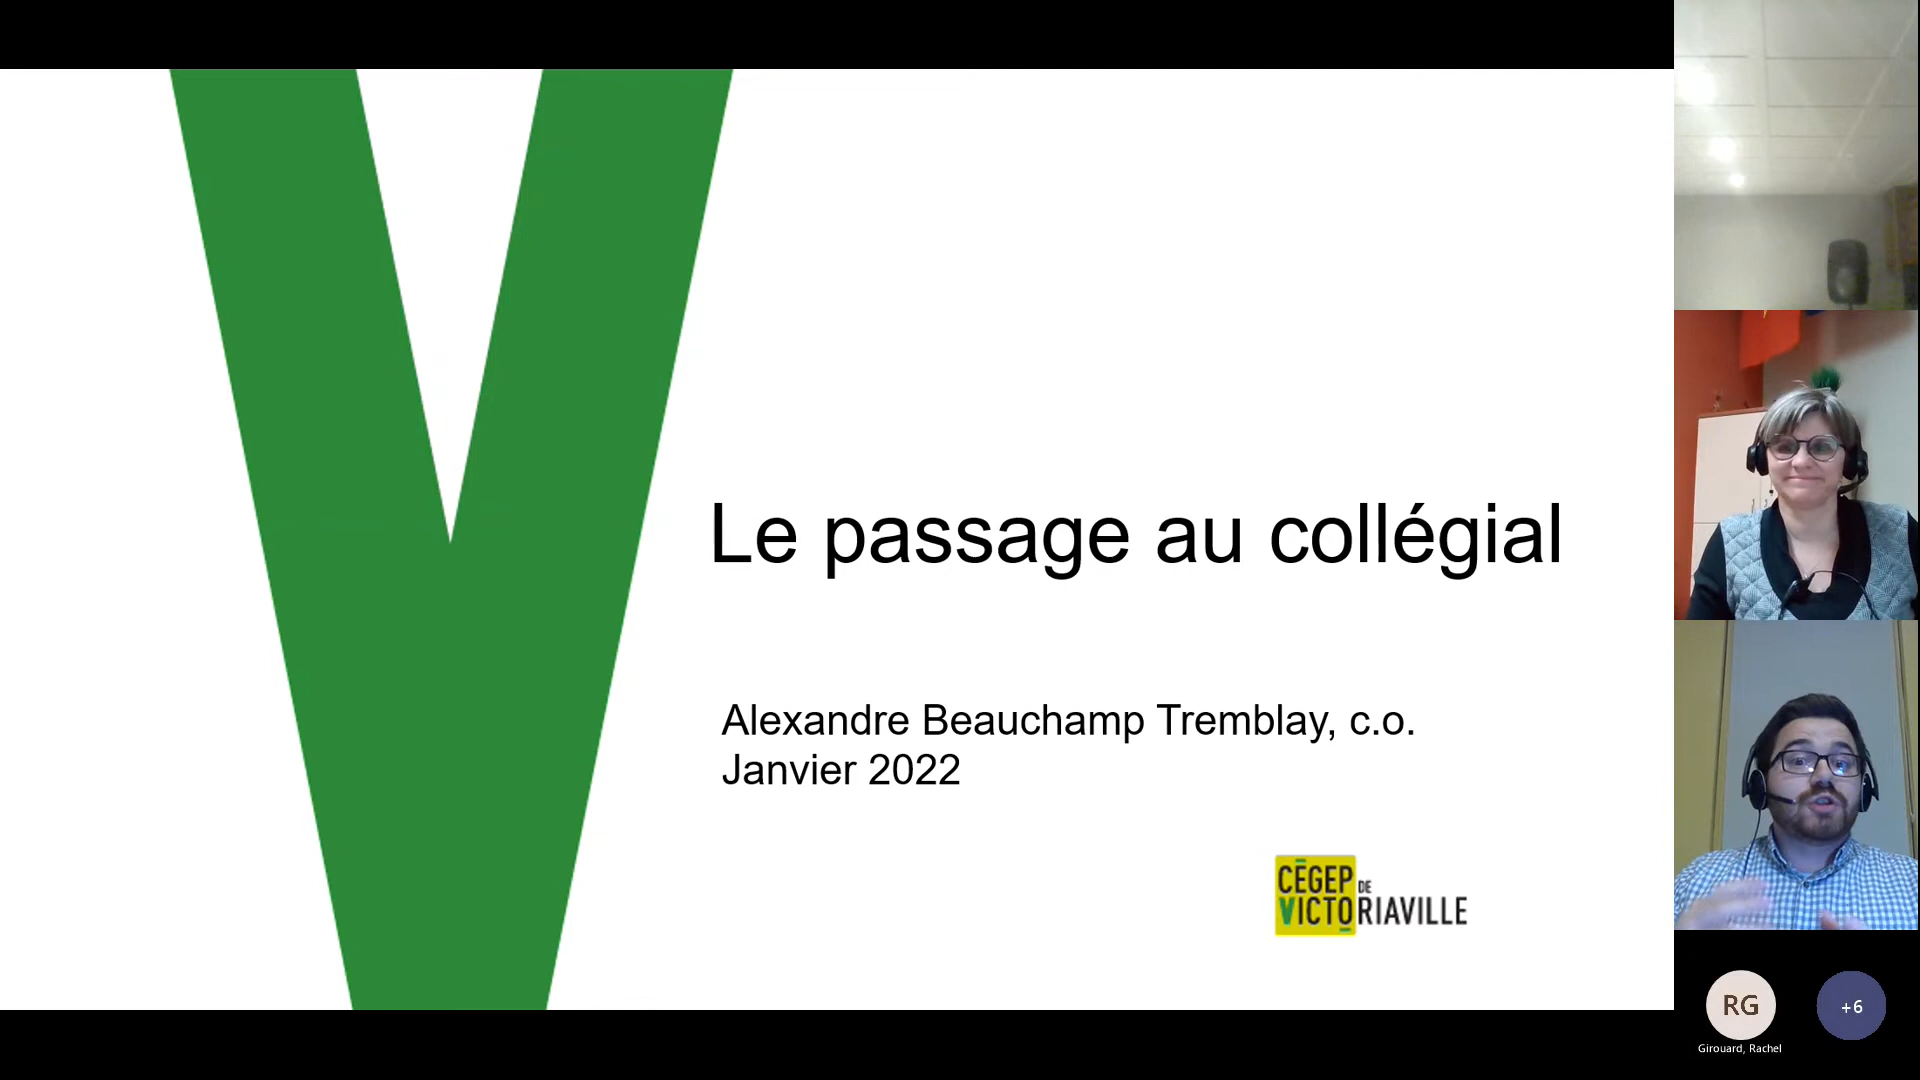 Le passage au collégial
Alexandre Beauchamp Tremblay, c.o.
Janvier 2022
CÉGEP DE
VICTORIAVILLE
RG
+6
Girouard, Rachel